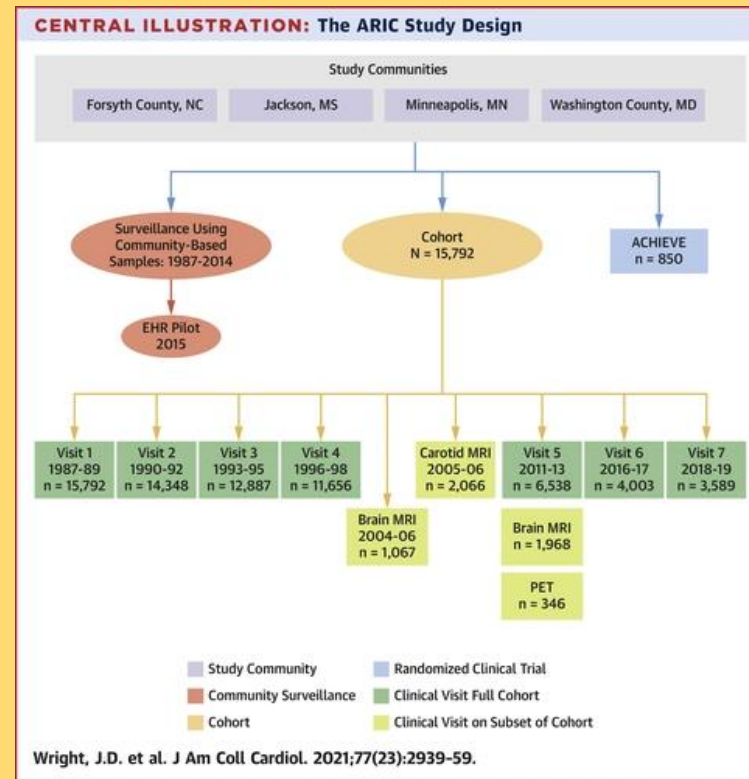 CENTRAL ILLUSTRATION: The ARIC Study Design
Study Communities
Forsyth County, NC
Jackson, MS
Minneapolis, MN
Washington County, MD
Surveillance Using
Community-Based
Samples: 1987-2014
Cohort
N = 15,792
ACHIEVE
n = 850
EHR Pilot
2015
Visit 1
1987-89
n = 15,792
Visit 2
1990-92
n = 14,348
Visit 3
1993-95
n = 12,887
Visit 4
1996-98
n = 11,656
Brain MRI
2004-06
n = 1,067
Carotid MRI
2005-06
n = 2,066
Visit 5
2011-13
n = 6,538
Brain MRI
n = 1,968
PET
n = 346
Visit 6
2016-17
n = 4,003
Visit 7
2018-19
n = 3,589
Study Community
Community Surveillance
Cohort
Randomized Clinical Trial
Clinical Visit Full Cohort
Clinical Visit on Subset of Cohort
Wright, J.D. et al. J Am Coll Cardiol. 2021;77(23):2939-59.